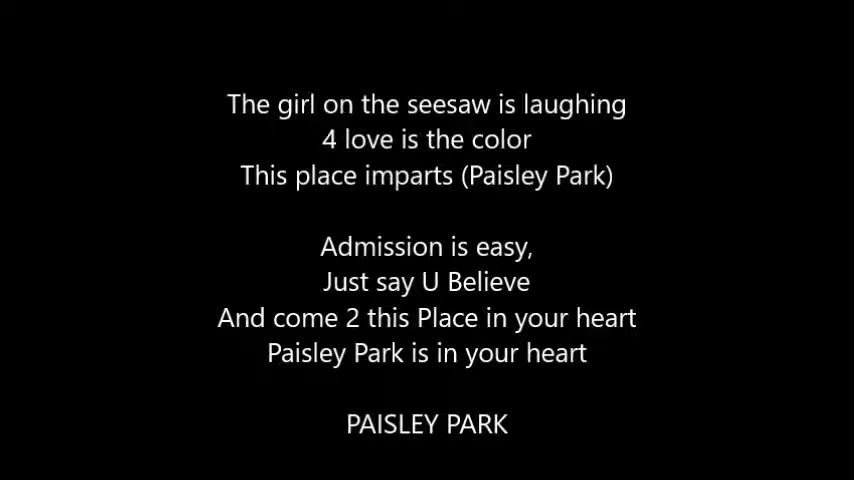 The girl on the seesaw is laughing
4 love is the color
This place imparts (Paisley Park)
Admission is easy,
Just say U Believe
And come 2 this Place in your heart
Paisley Park is in your heart
PAISLEY PARK